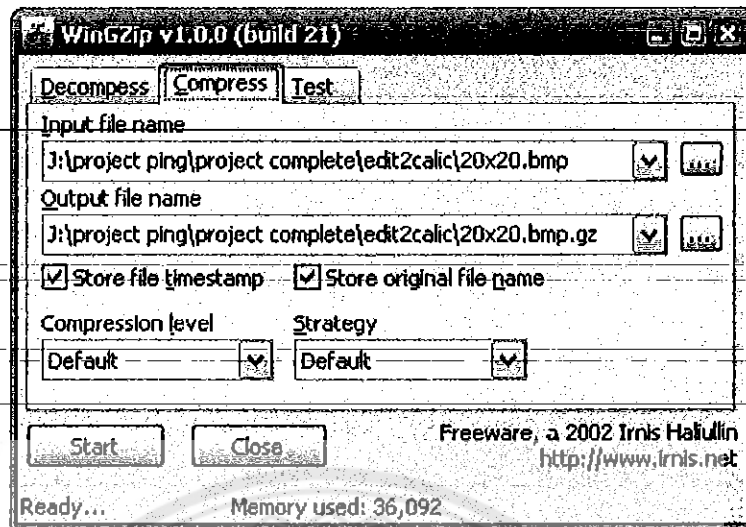 WinGZip v1.0.0 (build 21)
Decompess Compress Test
Input file name
J:\project ping\project complete\edit2calic\20x20.bmp ...
Output file name
J:\project ping\project complete\edit2calic\20x20.bmp.gz ...
Store file timestamp Store original file name
Compression level Strategy
Default Default
Start Close Freeware, a 2002 Irnis Haliullin
http://www.irnis.net
Ready... Memory used: 36,092